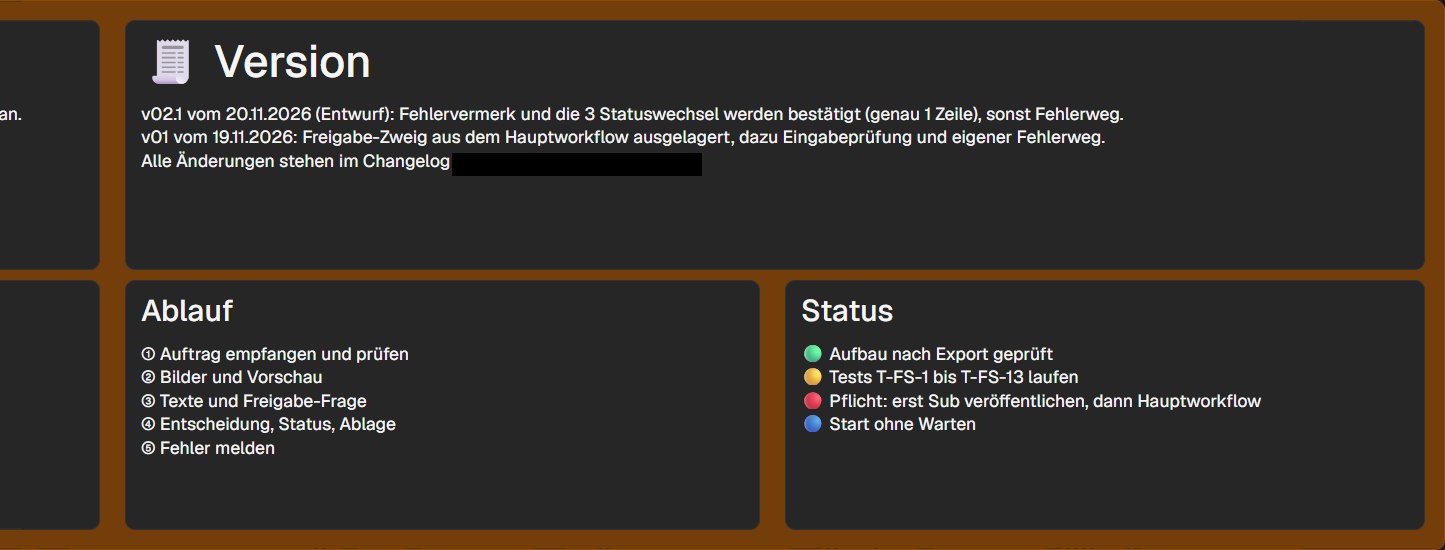 an.
Version
v02.1 vom 20.11.2026 (Entwurf): Fehlervermerk und die 3 Statuswechsel werden bestätigt (genau 1 Zeile), sonst Fehlerweg.
v01 vom 19.11.2026: Freigabe-Zweig aus dem Hauptworkflow ausgelagert, dazu Eingabeprüfung und eigener Fehlerweg.
Alle Änderungen stehen im Changelog
Ablauf
① Auftrag empfangen und prüfen
② Bilder und Vorschau
③ Texte und Freigabe-Frage
④ Entscheidung, Status, Ablage
⑤ Fehler melden
Status
Aufbau nach Export geprüft
Tests T-FS-1 bis T-FS-13 laufen
Pflicht: erst Sub veröffentlichen, dann Hauptworkflow
Start ohne Warten